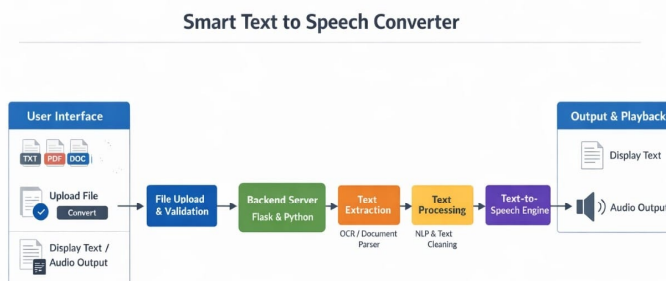 Smart Text to Speech Converter
User Interface
TXT PDF DOC
Upload File
Convert
Display Text /
Audio Output
File Upload
& Validation
Backend Server
Flask & Python
Text
Extraction
OCR / Document
Parser
Text
Processing
NLP & Text
Cleaning
Text-to-
Speech Engine
Output & Playback
Display Text
Audio Output